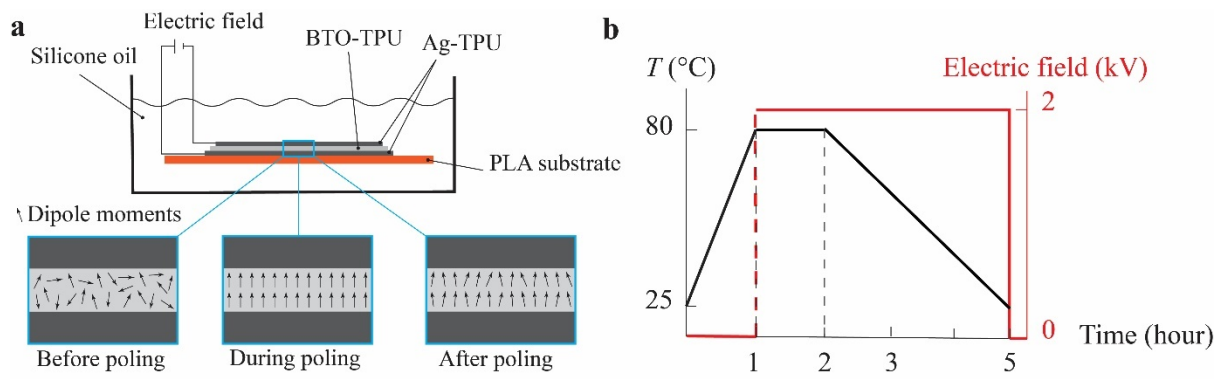 a
Electric field
Silicone oil
BTO-TPU
Ag-TPU
PLA substrate
Dipole moments
Before poling
During poling
After poling
b
T (°C)
Electric field (kV)
80
25
2
0
Time (hour)
1
2
3
5